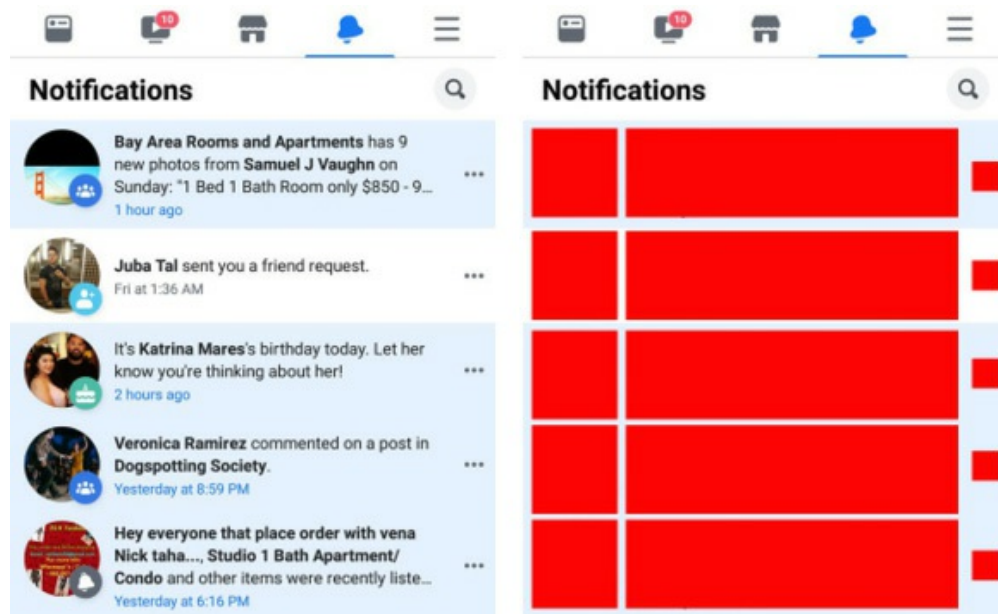 10
Notifications
Bay Area Rooms and Apartments has 9
new photos from Samuel J Vaughn on
Sunday: "1 Bed 1 Bath Room only $850 - 9...
1 hour ago
Juba Tal sent you a friend request.
Fri at 1:36 AM
It's Katrina Mares's birthday today. Let her
know you're thinking about her!
2 hours ago
Veronica Ramirez commented on a post in
Dogspotting Society.
Yesterday at 8:59 PM
Hey everyone that place order with vena
Nick taha..., Studio 1 Bath Apartment/
Condo and other items were recently liste...
Yesterday at 6:16 PM
10
Notifications